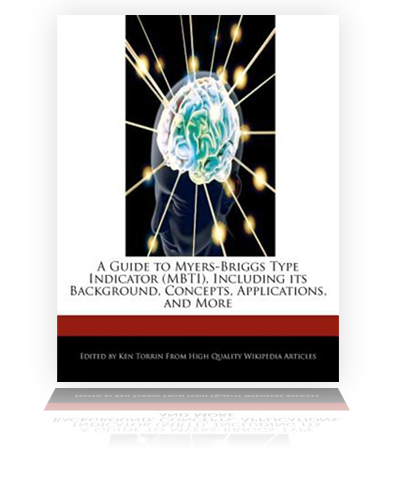 A Guide to Myers-Briggs Type
Indicator (MBTI), Including its
Background, Concepts, Applications,
and More
Edited by Ken Torrin From High Quality Wikipedia Articles